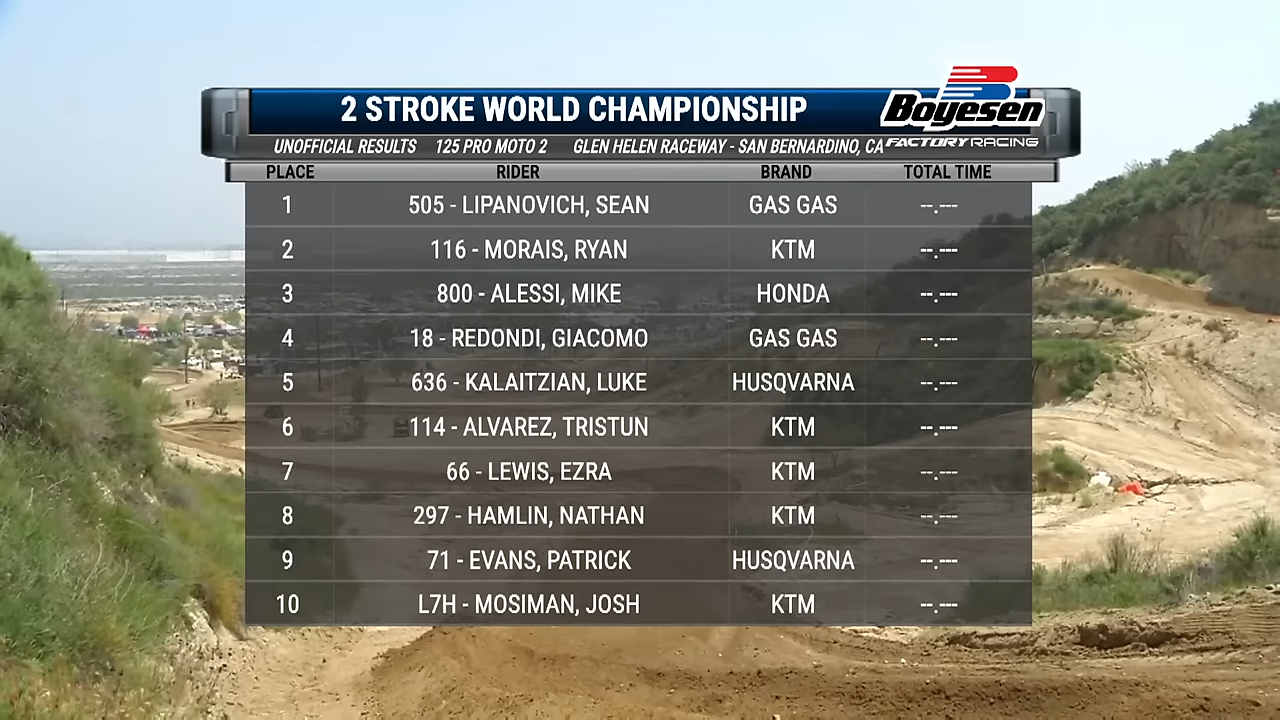 2 STROKE WORLD CHAMPIONSHIP
Boyesen
FACTORY RACING
UNOFFICIAL RESULTS 125 PRO MOTO 2 GLEN HELEN RACEWAY - SAN BERNARDINO, CA
PLACE RIDER BRAND TOTAL TIME
1 505 - LIPANOVICH, SEAN GAS GAS --.---
2 116 - MORAIS, RYAN KTM --.---
3 800 - ALESSI, MIKE HONDA --.---
4 18 - REDONDI, GIACOMO GAS GAS --.---
5 636 - KALAITZIAN, LUKE HUSQVARNA --.---
6 114 - ALVAREZ, TRISTUN KTM --.---
7 66 - LEWIS, EZRA KTM --.---
8 297 - HAMLIN, NATHAN KTM --.---
9 71 - EVANS, PATRICK HUSQVARNA --.---
10 L7H - MOSIMAN, JOSH KTM --.---